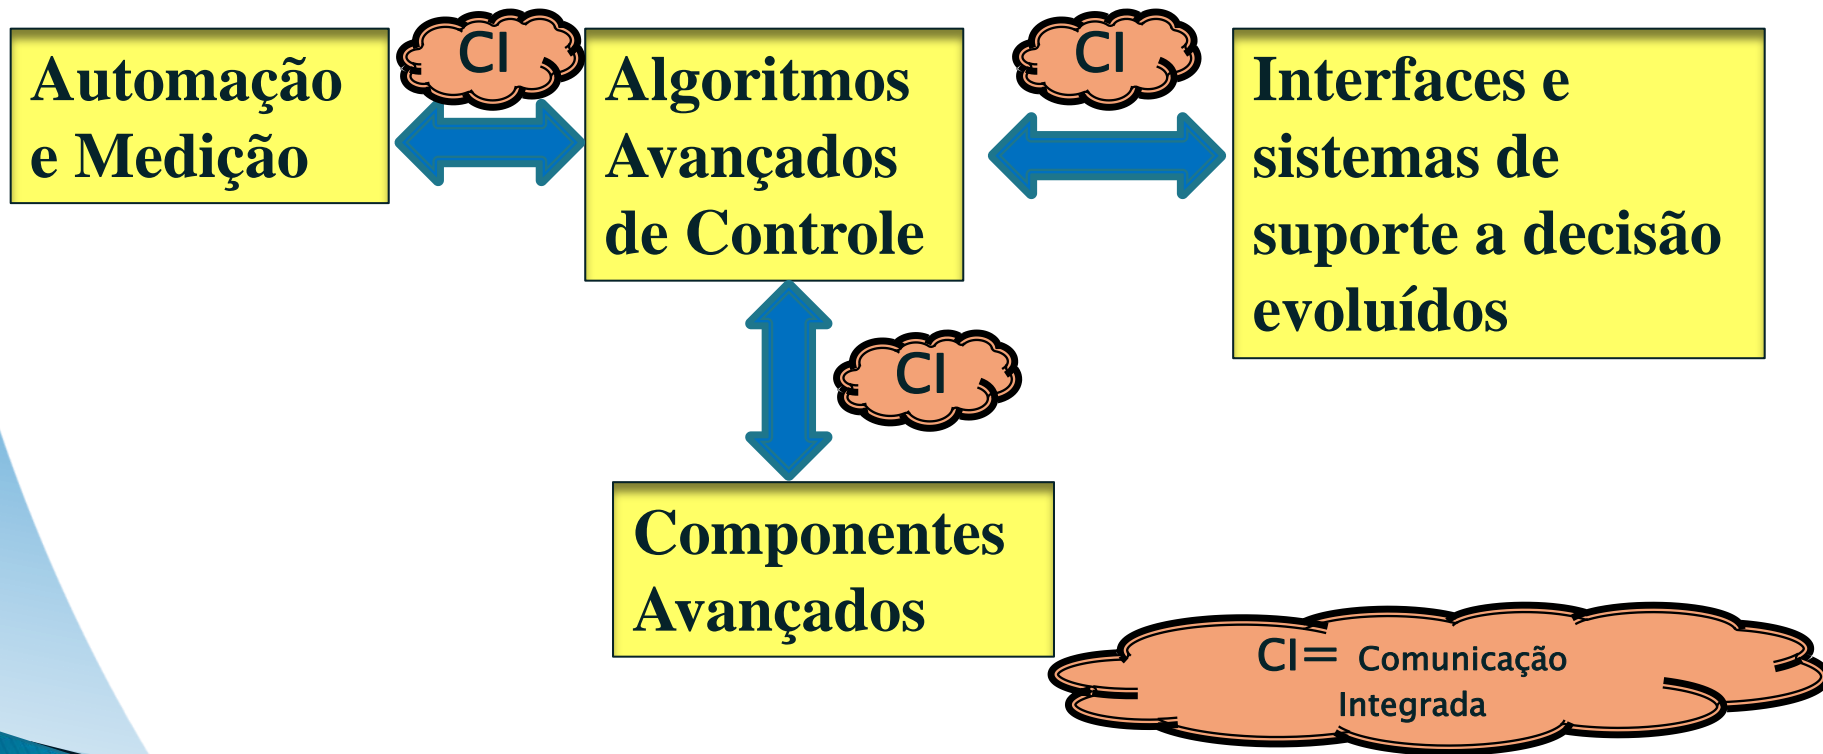 Automação
e Medição
CI
Algoritmos
Avançados
de Controle
CI
Interfaces e
sistemas de
suporte a decisão
evoluídos
CI
Componentes
Avançados
CI= Comunicação
Integrada